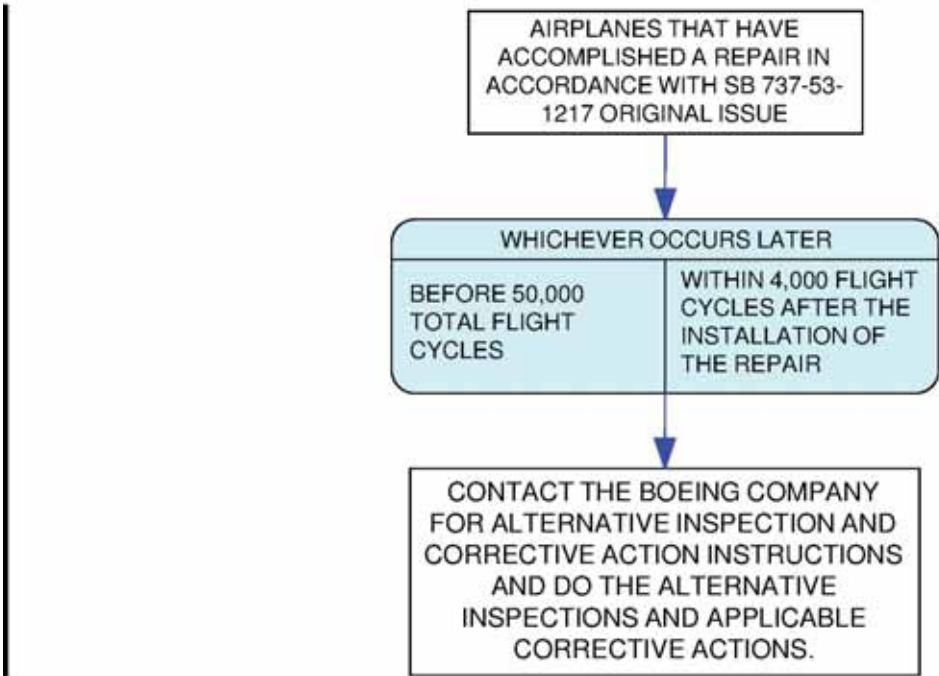 AIRPLANES THAT HAVE
ACCOMPLISHED A REPAIR IN
ACCORDANCE WITH SB 737-53-
1217 ORIGINAL ISSUE
WHICHEVER OCCURS LATER
BEFORE 50,000
TOTAL FLIGHT
CYCLES
WITHIN 4,000 FLIGHT
CYCLES AFTER THE
INSTALLATION OF
THE REPAIR
CONTACT THE BOEING COMPANY
FOR ALTERNATIVE INSPECTION AND
CORRECTIVE ACTION INSTRUCTIONS
AND DO THE ALTERNATIVE
INSPECTIONS AND APPLICABLE
CORRECTIVE ACTIONS.